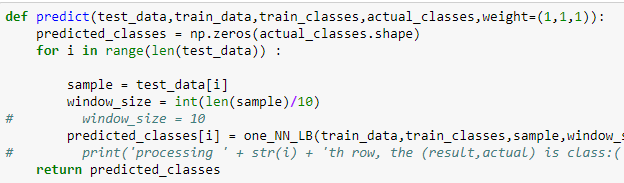 def predict(test_data,train_data,train_classes,actual_classes,weight=(1,1,1)):
    predicted_classes = np.zeros(actual_classes.shape)
    for i in range(len(test_data)) :
        sample = test_data[i]
        window_size = int(len(sample)/10)
#         window_size = 10
        predicted_classes[i] = one_NN_LB(train_data,train_classes,sample,window_s
#         print('processing ' + str(i) + 'th row, the (result,actual) is class:(
    return predicted_classes